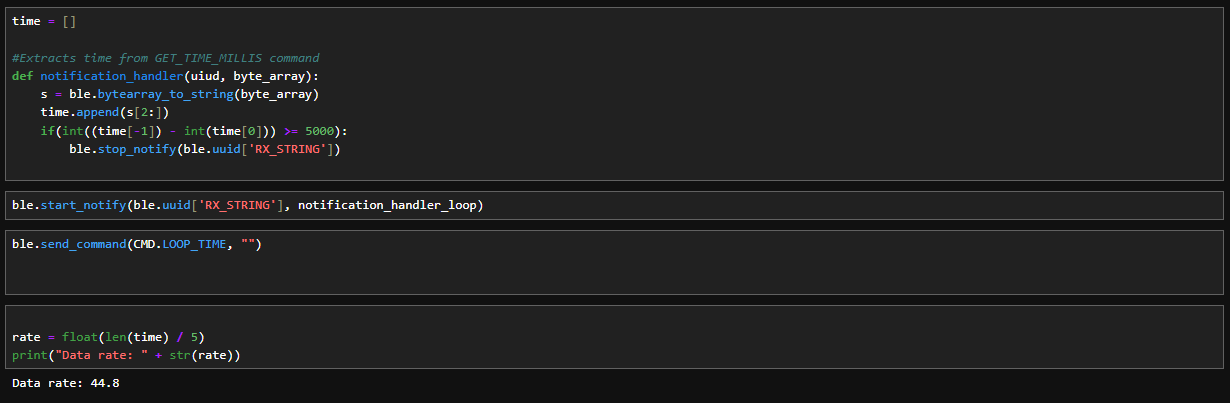 time = []
#Extracts time from GET_TIME_MILLIS command
def notification_handler(uiud, byte_array):
    s = ble.bytearray_to_string(byte_array)
    time.append(s[2:])
    if(int((time[-1]) - int(time[0])) >= 5000):
        ble.stop_notify(ble.uuid['RX_STRING'])
ble.start_notify(ble.uuid['RX_STRING'], notification_handler_loop)
ble.send_command(CMD.LOOP_TIME, "")
rate = float(len(time) / 5)
print("Data rate: " + str(rate))
Data rate: 44.8